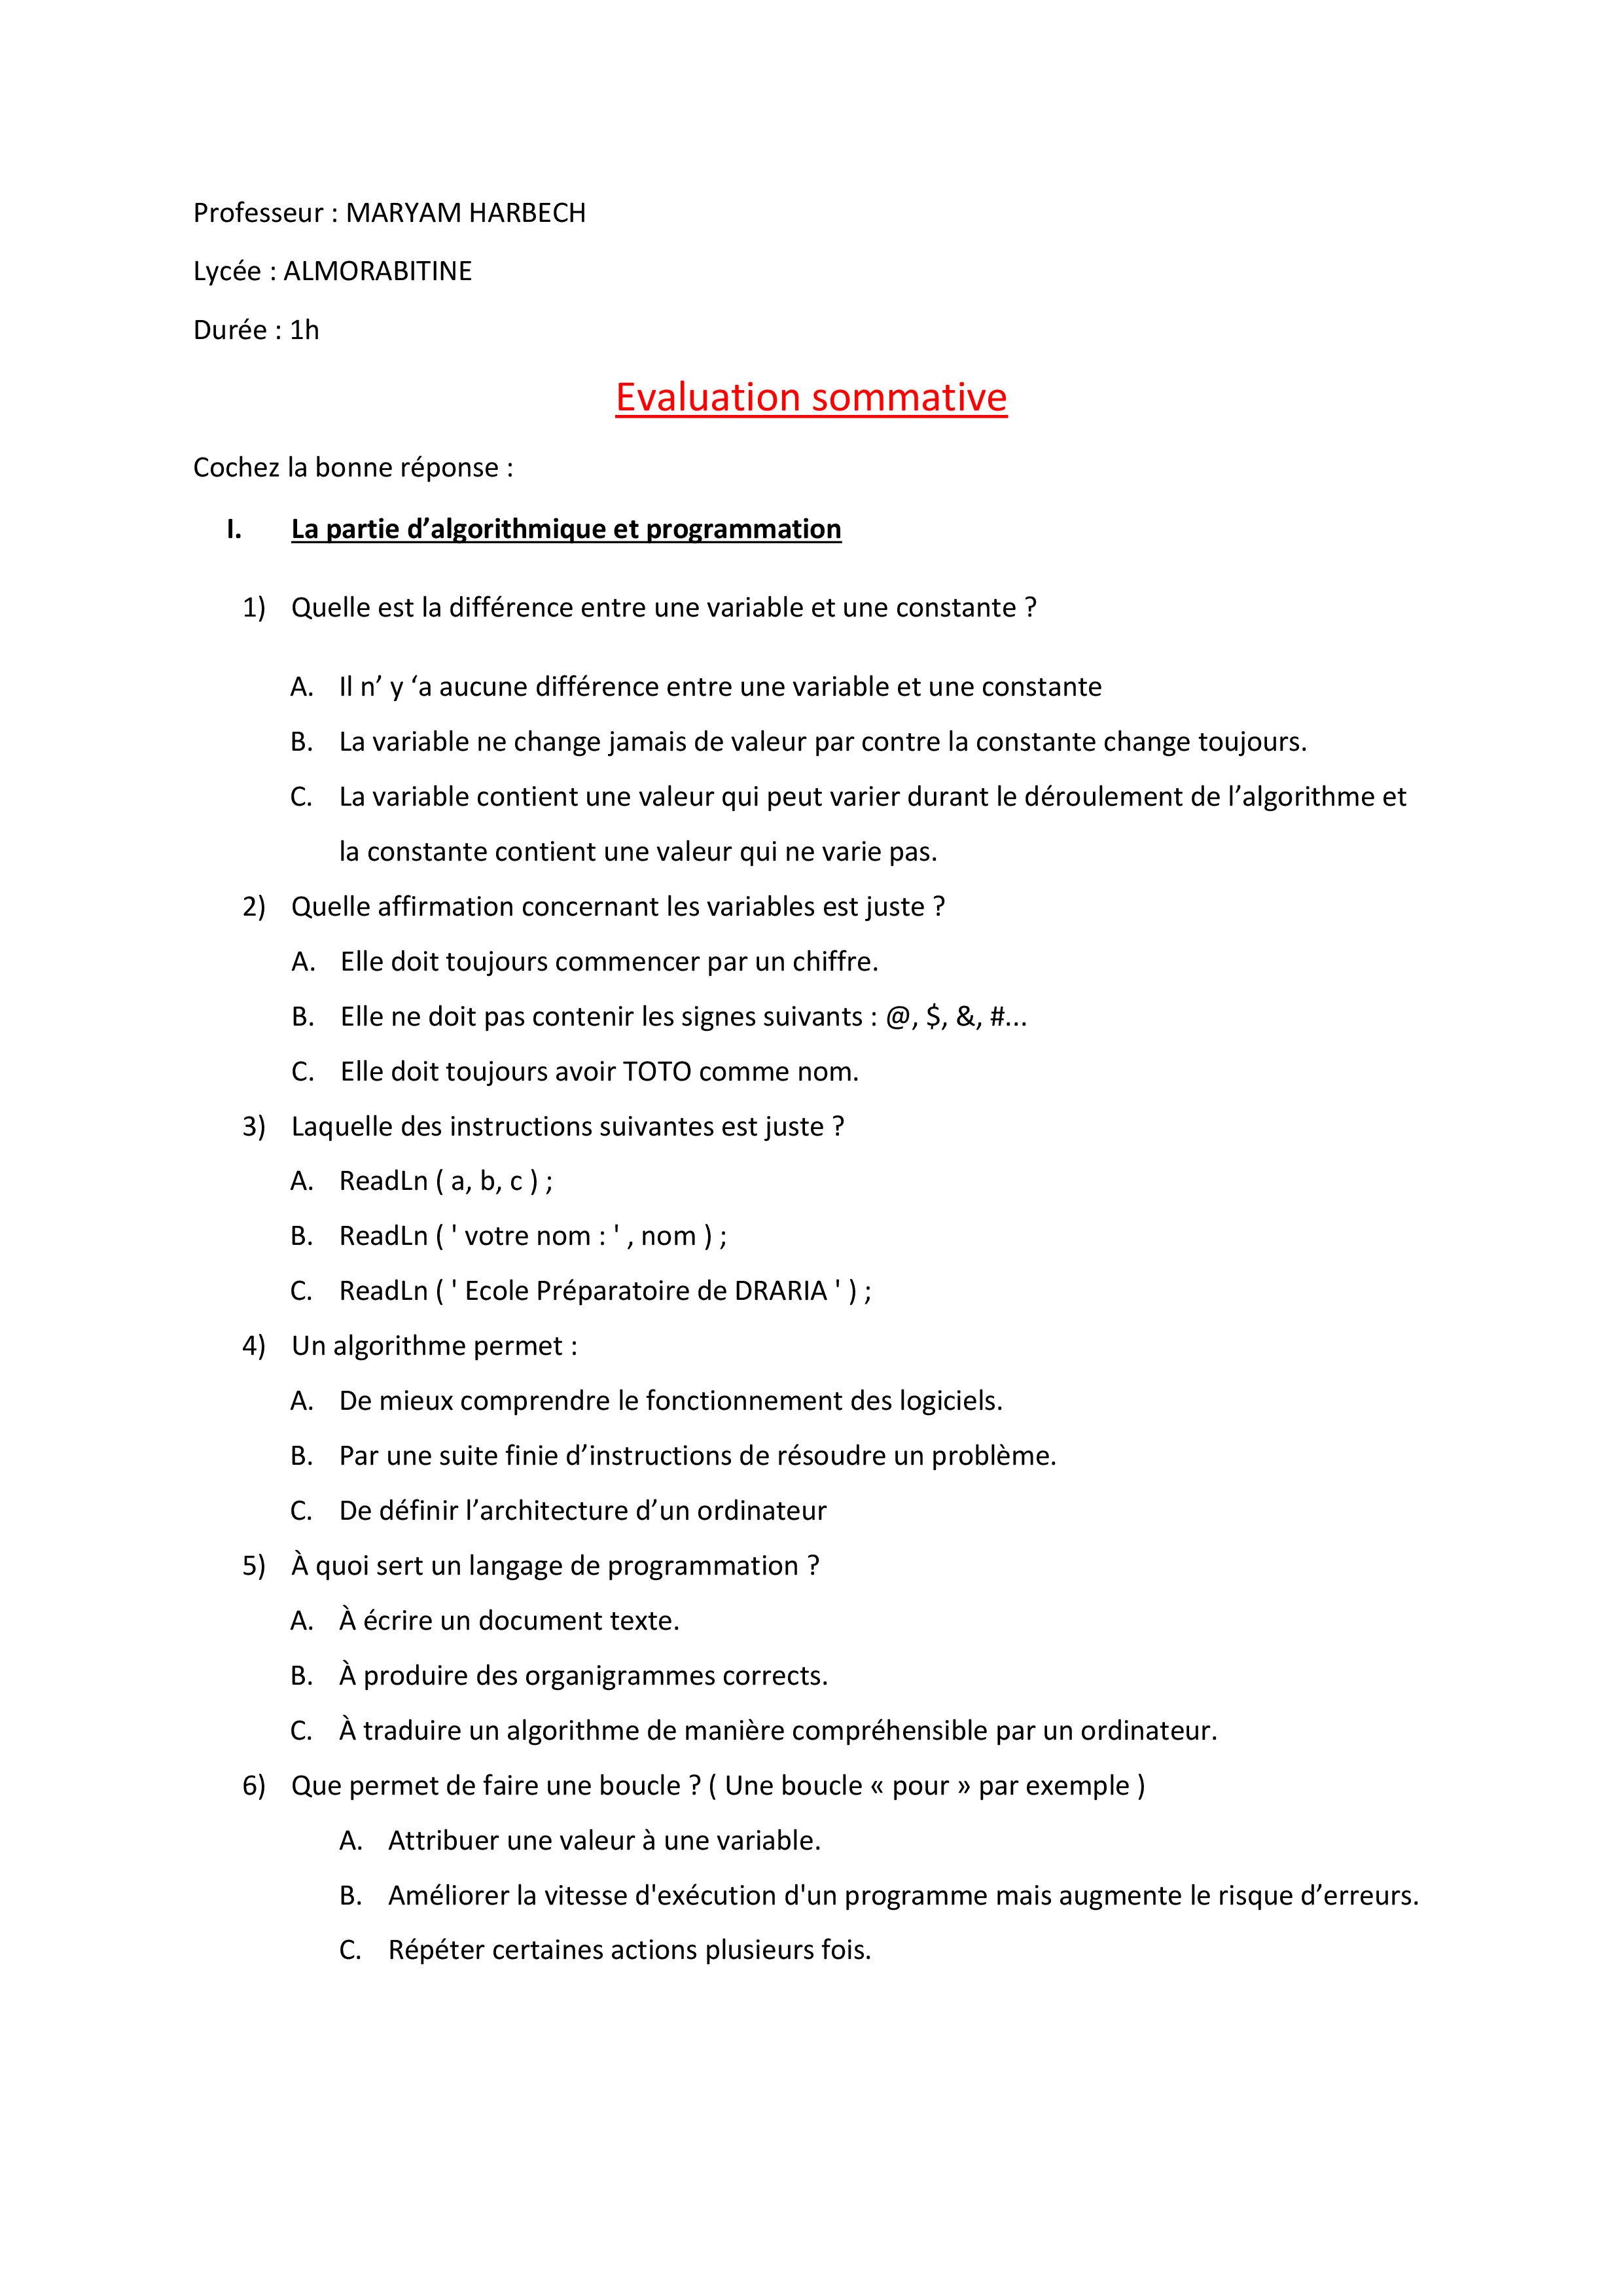 Professeur : MARYAM HARBECH
Lycée : ALMORABITINE
Durée : 1h
Evaluation sommative
Cochez la bonne réponse :
I. La partie d’algorithmique et programmation
1) Quelle est la différence entre une variable et une constante ?
A. Il n’ y ‘a aucune différence entre une variable et une constante
B. La variable ne change jamais de valeur par contre la constante change toujours.
C. La variable contient une valeur qui peut varier durant le déroulement de l’algorithme et
la constante contient une valeur qui ne varie pas.
2) Quelle affirmation concernant les variables est juste ?
A. Elle doit toujours commencer par un chiffre.
B. Elle ne doit pas contenir les signes suivants : @, $, &, #...
C. Elle doit toujours avoir TOTO comme nom.
3) Laquelle des instructions suivantes est juste ?
A. ReadLn ( a, b, c ) ;
B. ReadLn ( ' votre nom : ' , nom ) ;
C. ReadLn ( ' Ecole Préparatoire de DRARIA ' ) ;
4) Un algorithme permet :
A. De mieux comprendre le fonctionnement des logiciels.
B. Par une suite finie d’instructions de résoudre un problème.
C. De définir l’architecture d’un ordinateur
5) À quoi sert un langage de programmation ?
A. À écrire un document texte.
B. À produire des organigrammes corrects.
C. À traduire un algorithme de manière compréhensible par un ordinateur.
6) Que permet de faire une boucle ? ( Une boucle « pour » par exemple )
A. Attribuer une valeur à une variable.
B. Améliorer la vitesse d'exécution d'un programme mais augmente le risque d’erreurs.
C. Répéter certaines actions plusieurs fois.